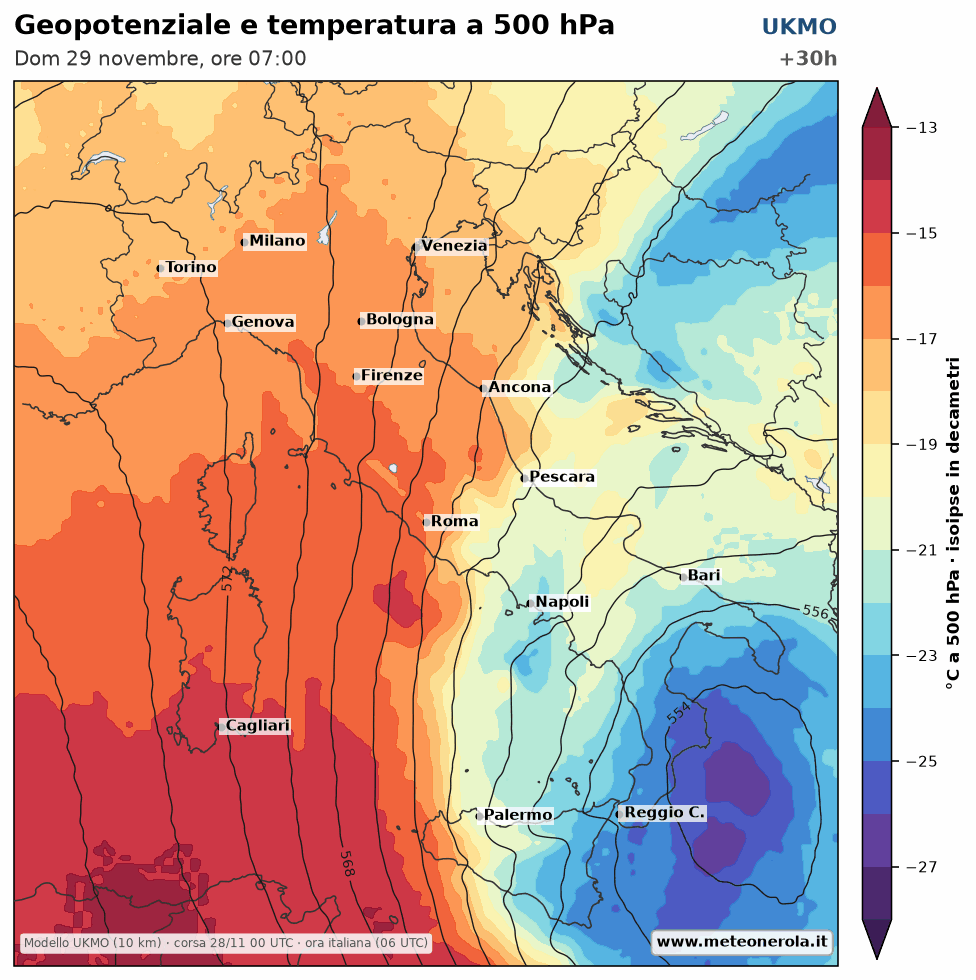 Geopotenziale e temperatura a 500 hPa
UKMO
Dom 29 novembre, ore 07:00
+30h
−13
−15
−17
−19
−21
−23
−25
−27
°C a 500 hPa · isoipse in decametri
Milano
Venezia
Torino
Genova
Bologna
Firenze
Ancona
Pescara
Roma
572
Bari
Napoli
556
554
Cagliari
Palermo
Reggio C.
568
Modello UKMO (10 km) · corsa 28/11 00 UTC · ora italiana (06 UTC)
www.meteonerola.it